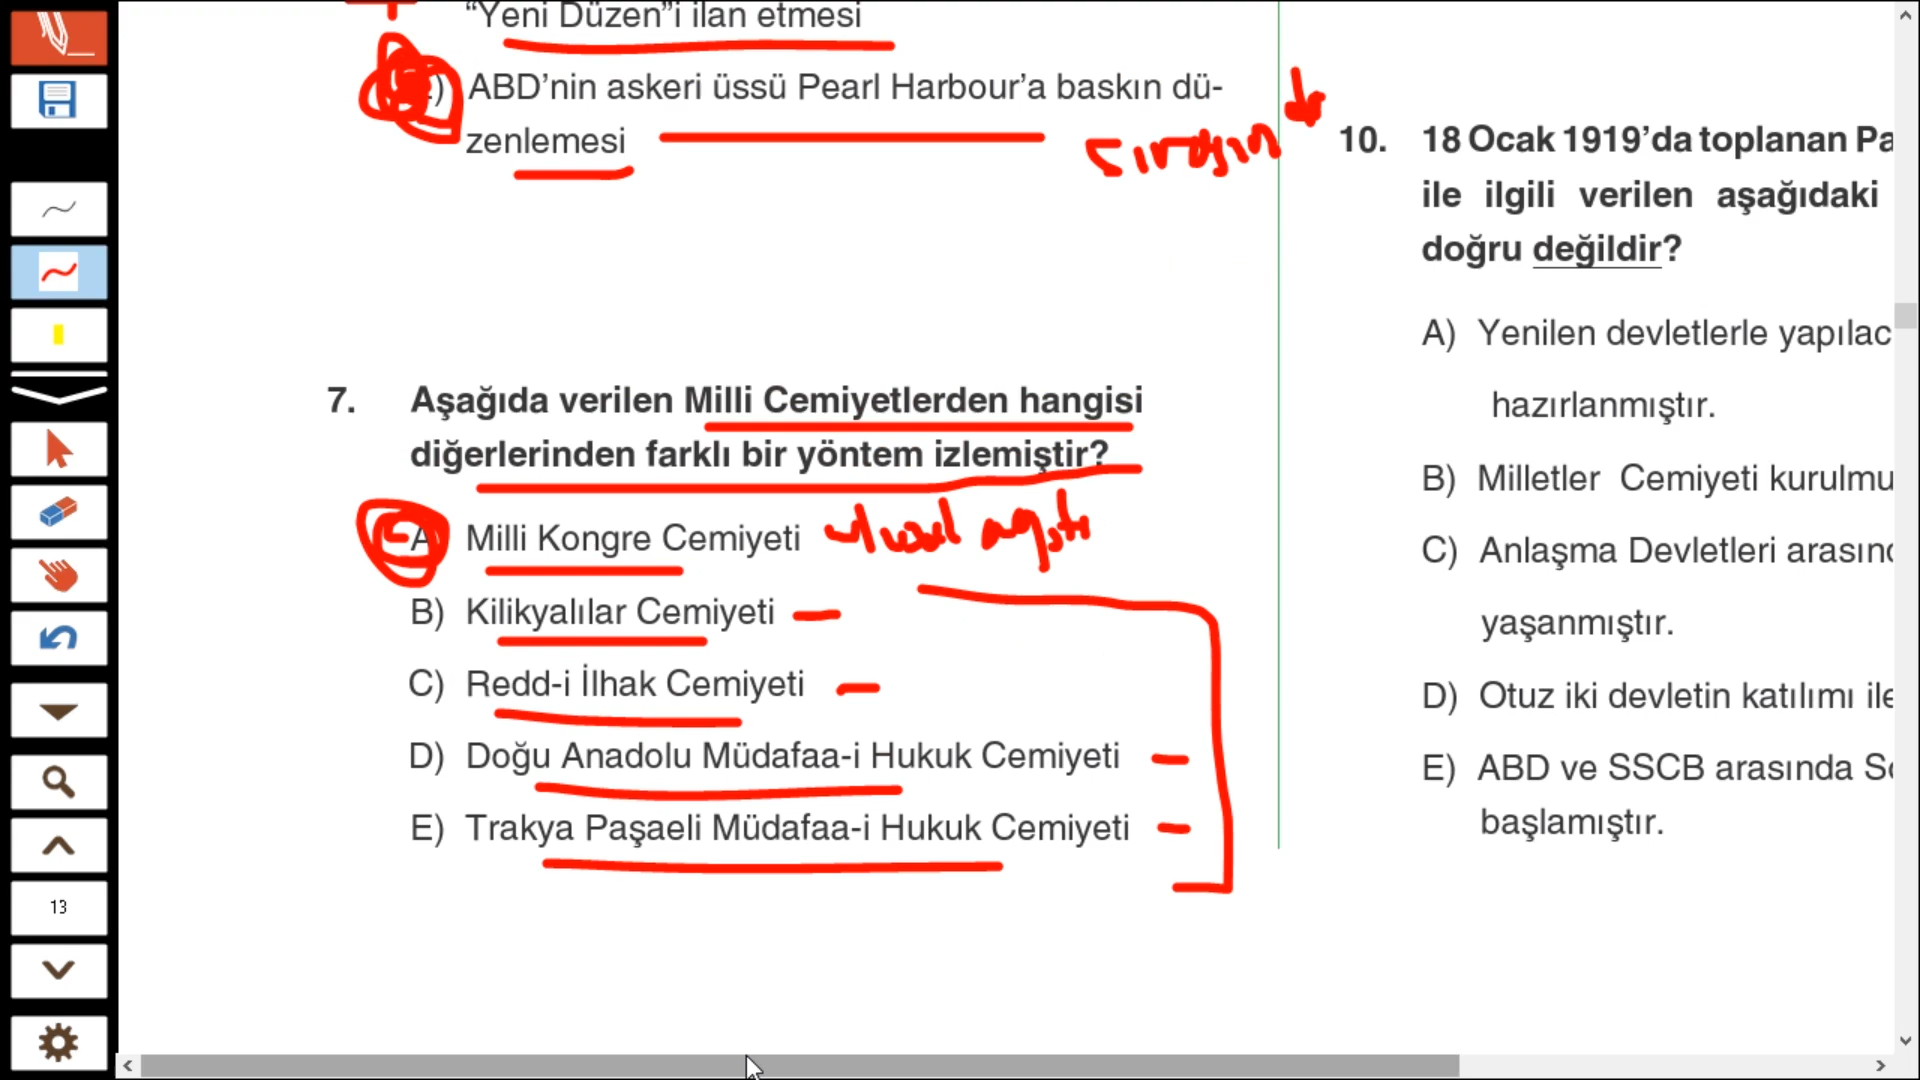 “Yeni Düzen”i ilan etmesi
ABD’nin askeri üssü Pearl Harbour’a baskın dü-
zenlemesi
7. Aşağıda verilen Milli Cemiyetlerden hangisi
diğerlerinden farklı bir yöntem izlemiştir?
A) Milli Kongre Cemiyeti
B) Kilikyalılar Cemiyeti
C) Redd-i İlhak Cemiyeti
D) Doğu Anadolu Müdafaa-i Hukuk Cemiyeti
E) Trakya Paşaeli Müdafaa-i Hukuk Cemiyeti
10. 18 Ocak 1919’da toplanan Pa
ile ilgili verilen aşağıdaki
doğru değildir?
A) Yenilen devletlerle yapılac
hazırlanmıştır.
B) Milletler Cemiyeti kurulmu
C) Anlaşma Devletleri arasınd
yaşanmıştır.
D) Otuz iki devletin katılımı ile
E) ABD ve SSCB arasında So
başlamıştır.
13